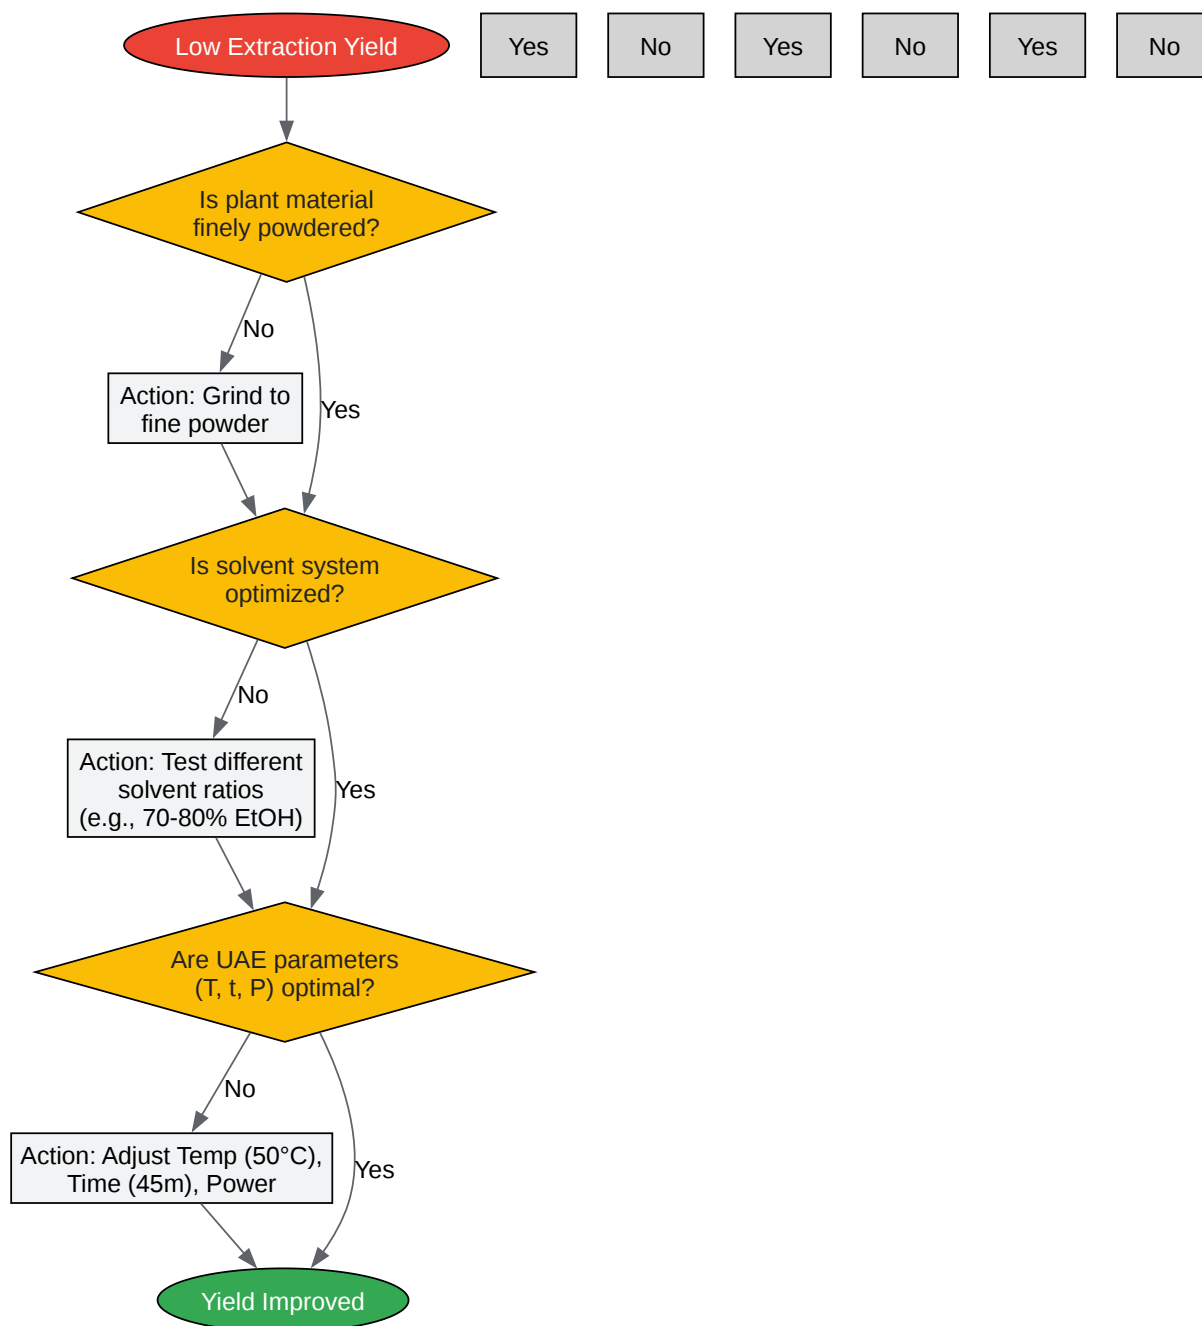 Low Extraction Yield
Yes
No
Yes
No
Yes
No
Is plant material
finely powdered?
No
Action: Grind to
fine powder
Yes
Is solvent system
optimized?
No
Action: Test different
solvent ratios
(e.g., 70-80% EtOH)
Yes
Are UAE parameters
(T, t, P) optimal?
No
Action: Adjust Temp (50°C),
Time (45m), Power
Yes
Yield Improved